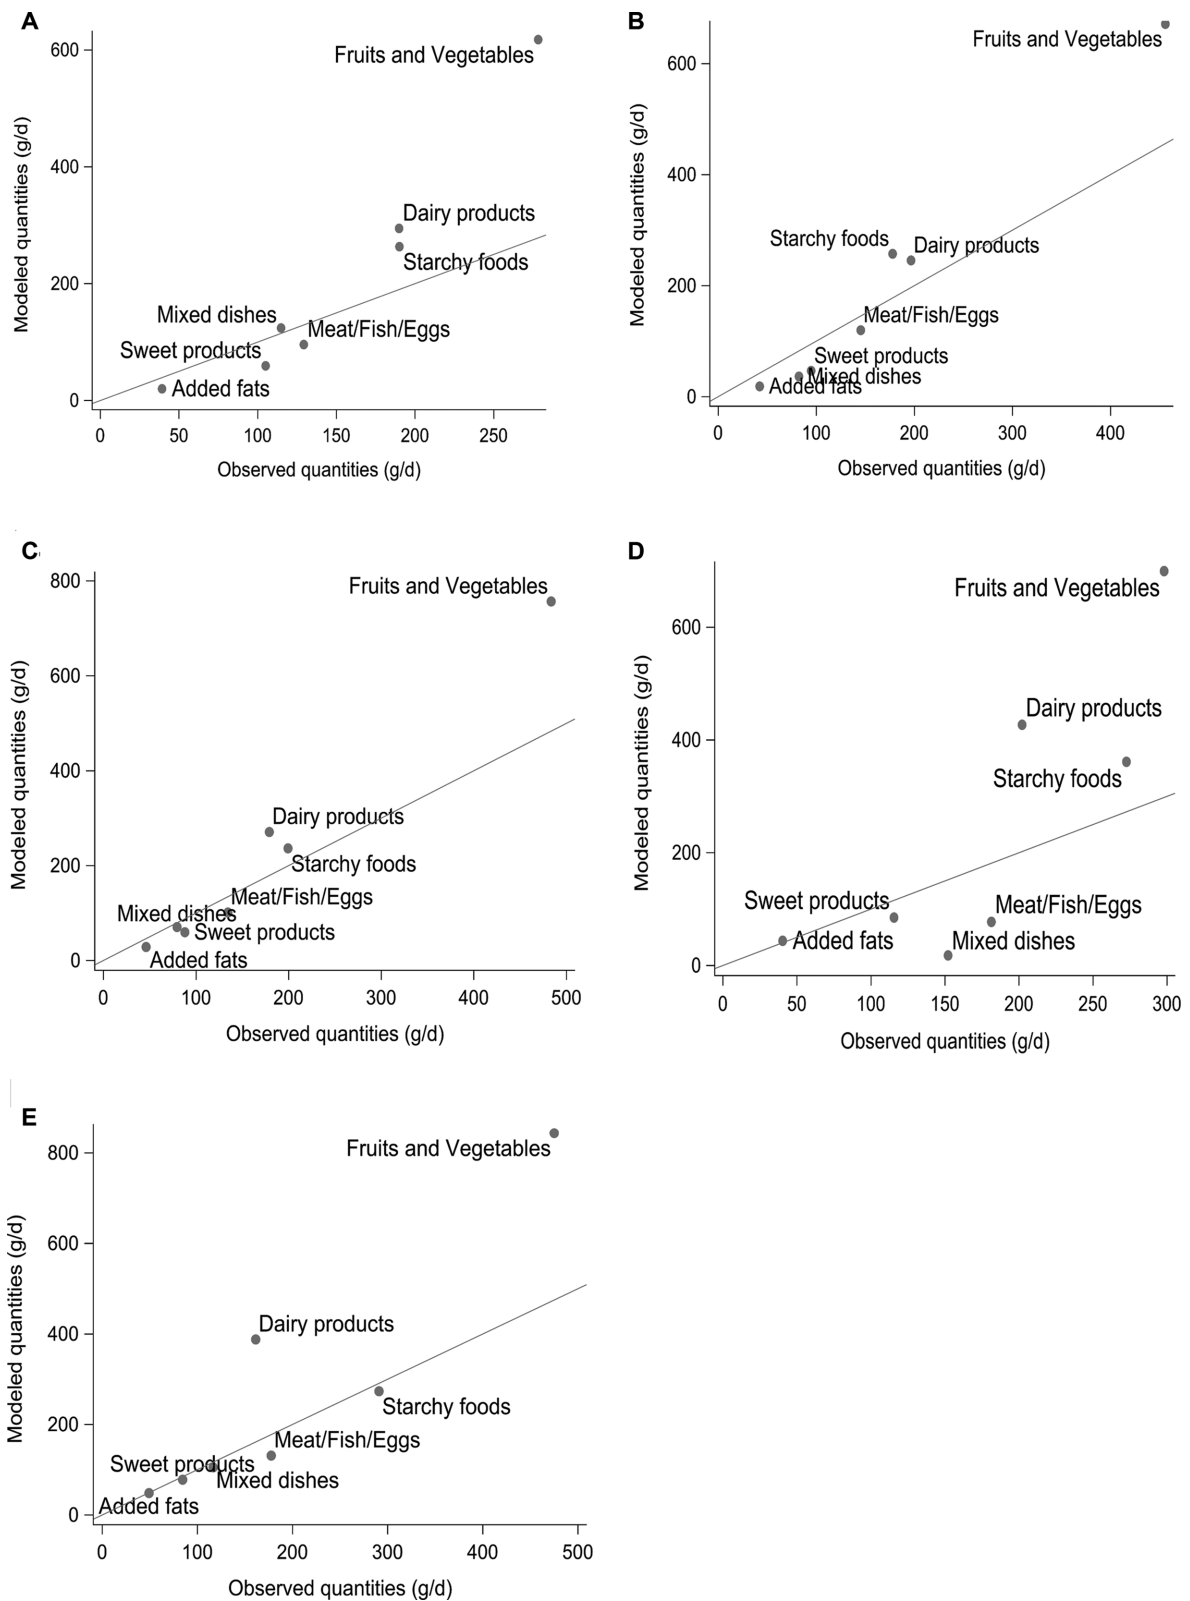 A
600
400
200
0
Modeled quantities (g/d)
Fruits and Vegetables
Dairy products
Starchy foods
Mixed dishes
Meat/Fish/Eggs
Sweet products
Added fats
0 50 100 150 200 250
Observed quantities (g/d)
B
600
400
200
0
Modeled quantities (g/d)
Fruits and Vegetables
Starchy foods
Dairy products
Meat/Fish/Eggs
Sweet products
Mixed dishes
Added fats
0 100 200 300 400
Observed quantities (g/d)
C
800
600
400
200
0
Modeled quantities (g/d)
Fruits and Vegetables
Dairy products
Starchy foods
Meat/Fish/Eggs
Mixed dishes
Sweet products
Added fats
0 100 200 300 400 500
Observed quantities (g/d)
D
600
400
200
0
Modeled quantities (g/d)
Fruits and Vegetables
Dairy products
Starchy foods
Sweet products
Meat/Fish/Eggs
Added fats
Mixed dishes
0 50 100 150 200 250 300
Observed quantities (g/d)
E
800
600
400
200
0
Modeled quantities (g/d)
Fruits and Vegetables
Dairy products
Starchy foods
Meat/Fish/Eggs
Sweet products
Mixed dishes
Added fats
0 100 200 300 400 500
Observed quantities (g/d)